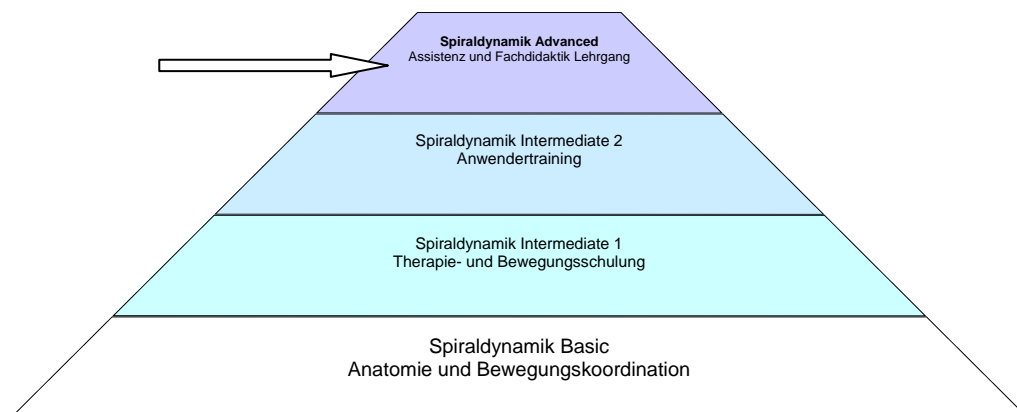 Spiraldynamik Advanced
Assistenz und Fachdidaktik Lehrgang
Spiraldynamik Intermediate 2
Anwendertraining
Spiraldynamik Intermediate 1
Therapie- und Bewegungsschulung
Spiraldynamik Basic
Anatomie und Bewegungskoordination